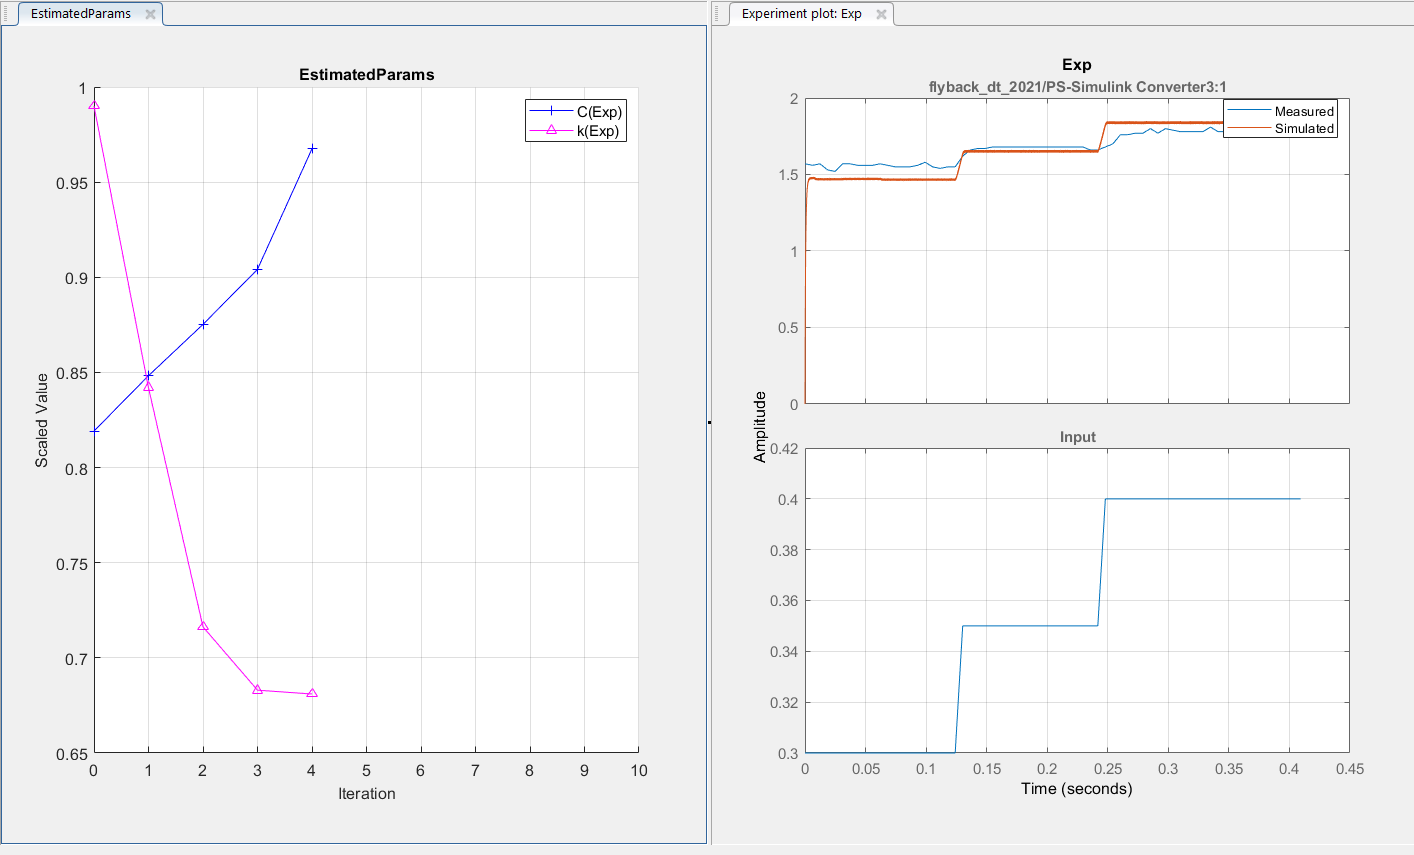 EstimatedParams
EstimatedParams
C(Exp)
k(Exp)
1
0.95
0.9
0.85
0.8
0.75
0.7
0.65
Scaled Value
0 1 2 3 4 5 6 7 8 9 10
Iteration
Experiment plot: Exp
Exp
flyback_dt_2021/PS-Simulink Converter3:1
Measured
Simulated
2
1.5
1
0.5
0
Amplitude
Input
0.42
0.4
0.38
0.36
0.34
0.32
0.3
0 0.05 0.1 0.15 0.2 0.25 0.3 0.35 0.4 0.45
Time (seconds)